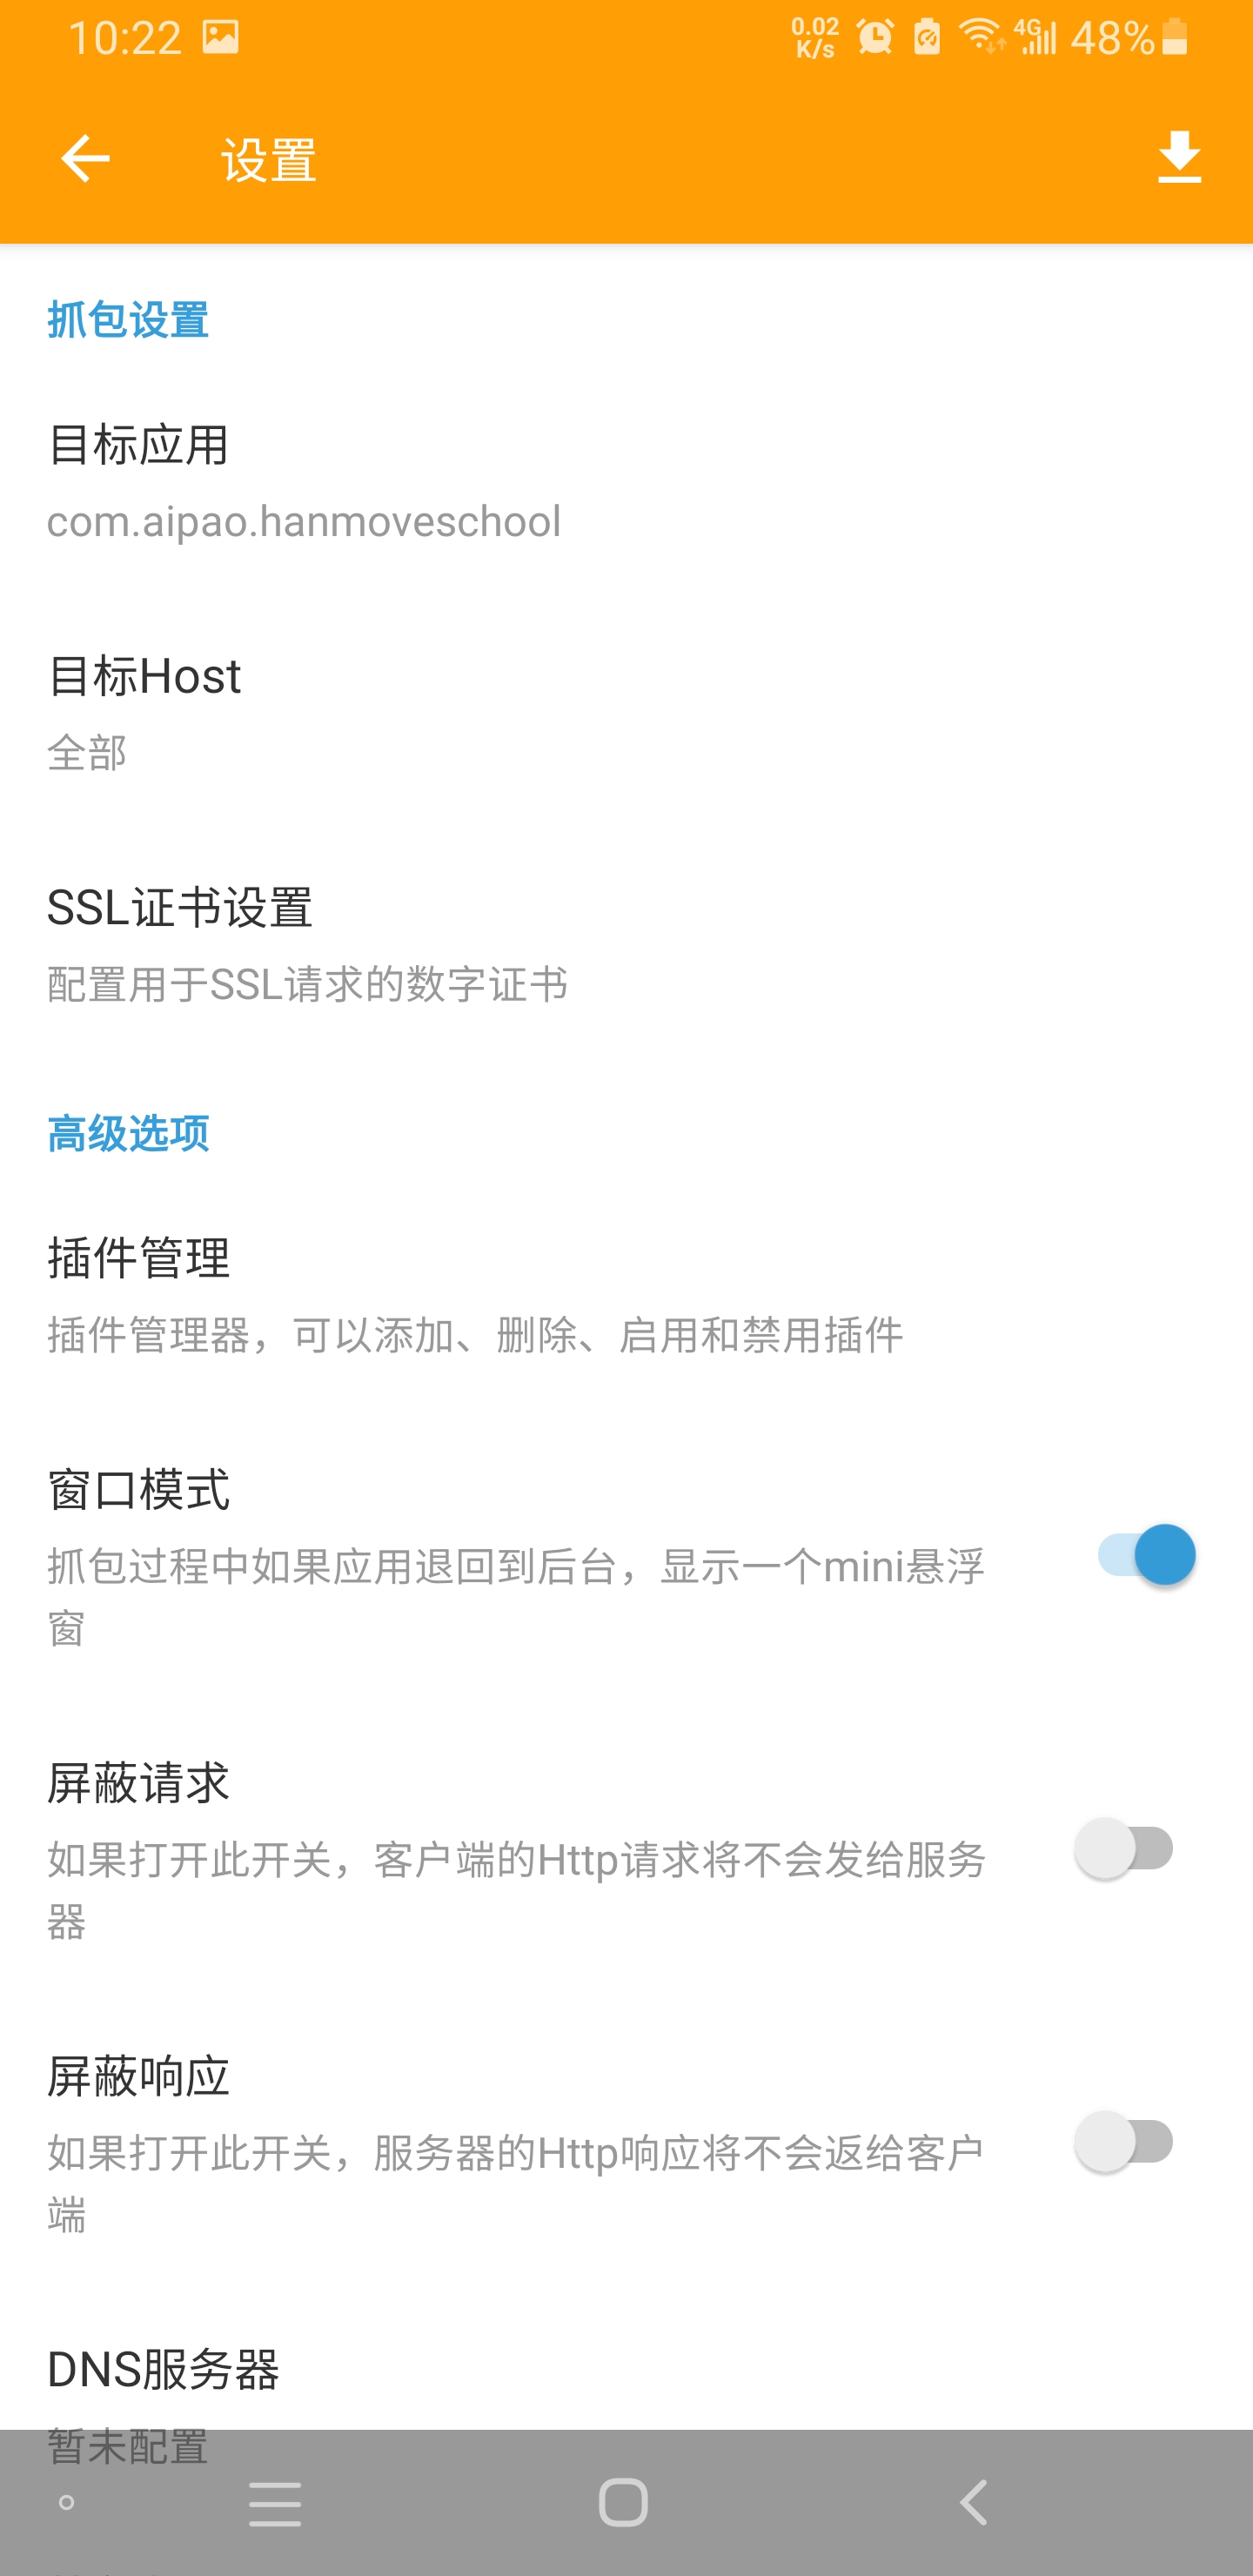 10:22
0.02
K/s
4G
48%
设置
抓包设置
目标应用
com.aipao.hanmoveschool
目标Host
全部
SSL证书设置
配置用于SSL请求的数字证书
高级选项
插件管理
插件管理器，可以添加、删除、启用和禁用插件
窗口模式
抓包过程中如果应用退回到后台，显示一个mini悬浮
窗
屏蔽请求
如果打开此开关，客户端的Http请求将不会发给服务
器
屏蔽响应
如果打开此开关，服务器的Http响应将不会返给客户
端
DNS服务器
暂未配置